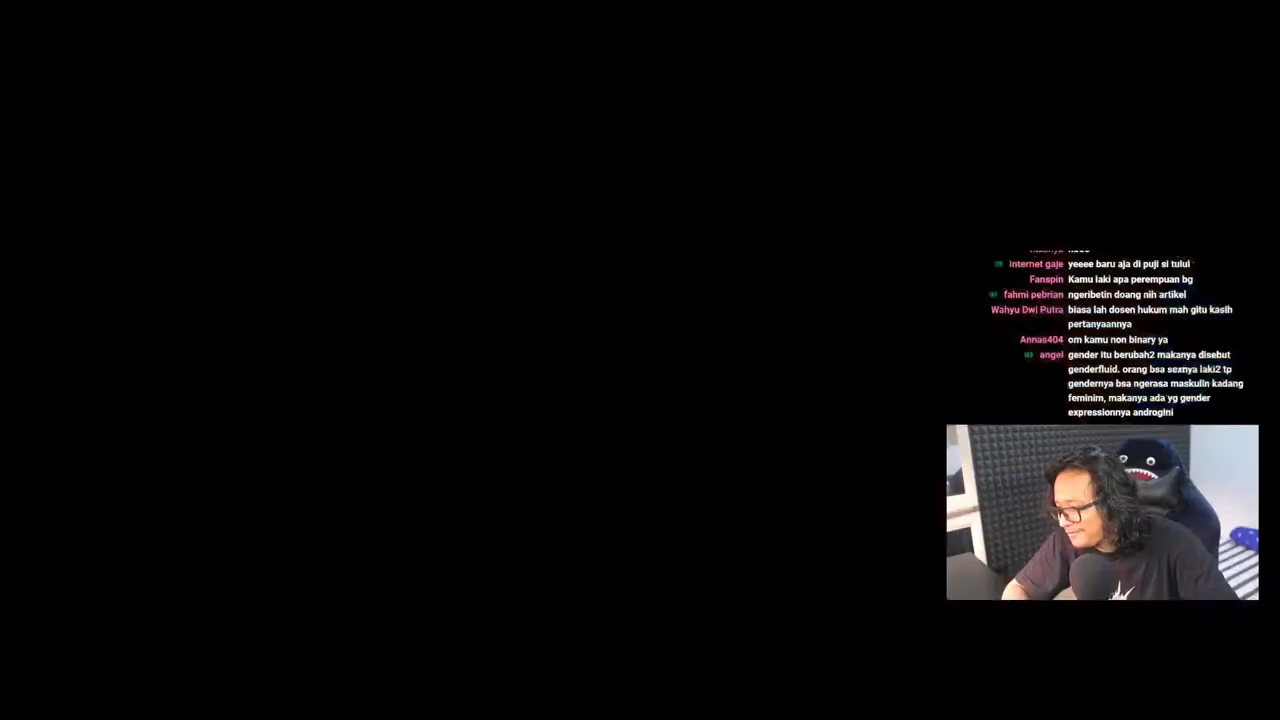 internet gaje yeeee baru aja di puji si tulul
Fanspin Kamu laki apa perempuan bg
fahmi pebrian ngeribetin doang nih artikel
Wahyu Dwi Putra biasa lah dosen hukum mah gitu kasih
pertanyaannya
Annas404 om kamu non binary ya
angel gender itu berubah2 makanya disebut
genderfluid. orang bsa sexnya laki2 tp
gendernya bsa ngerasa maskulin kadang
feminim, makanya ada yg gender
expressionnya androgini